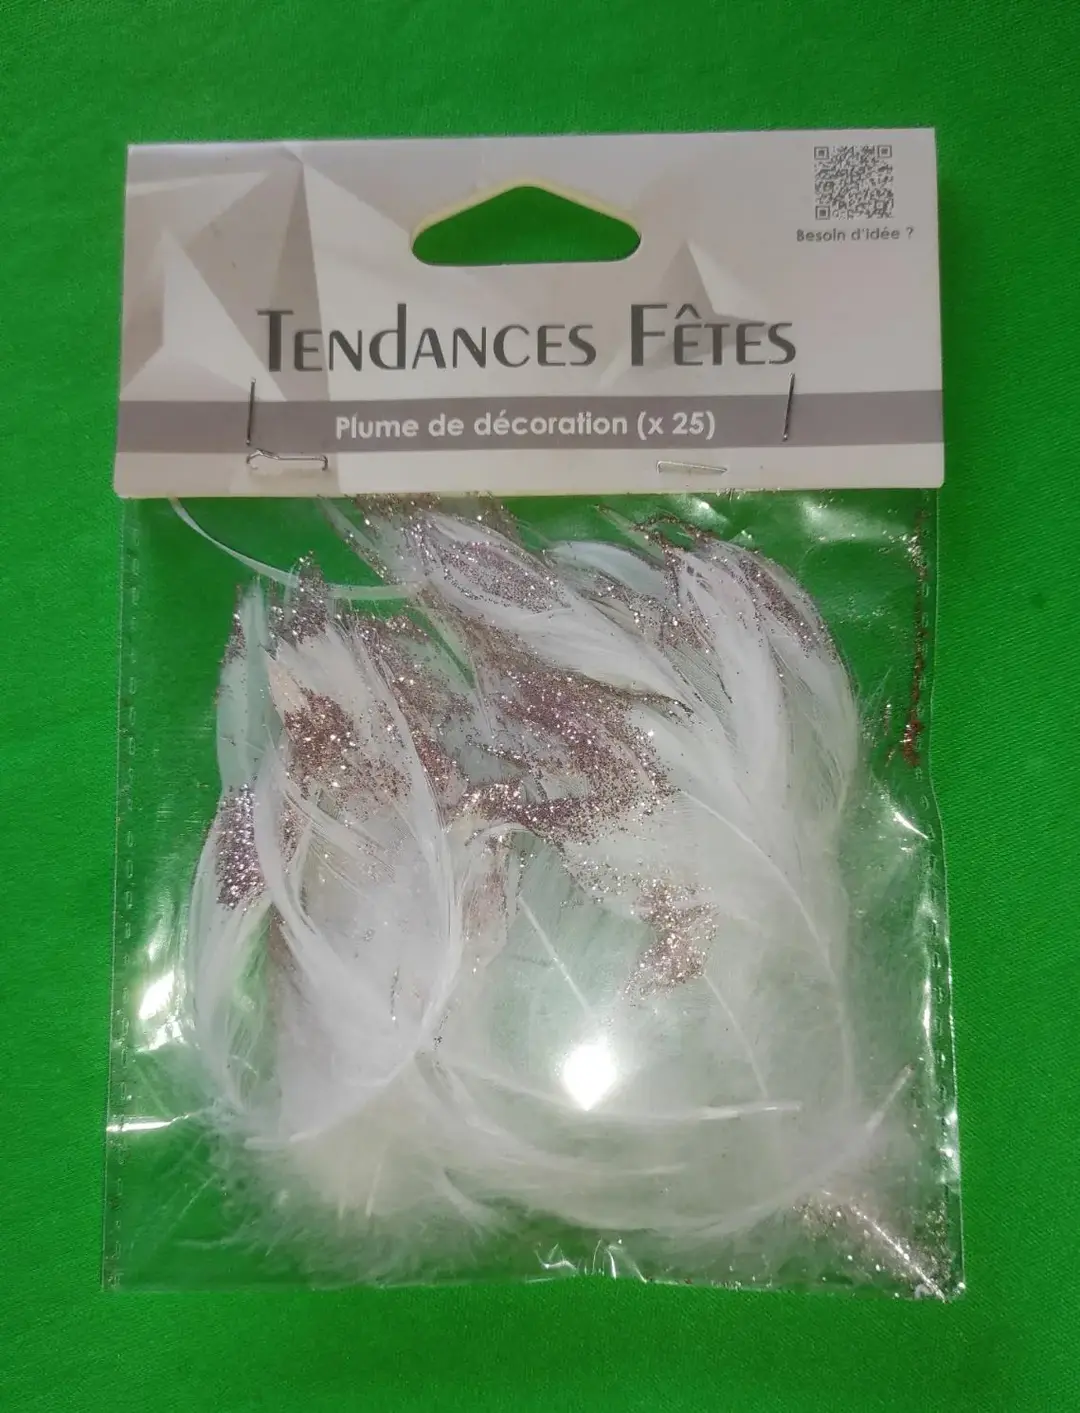 Besoin d'idée ?
TENDANCES FÊTES
Plume de décoration (x 25)